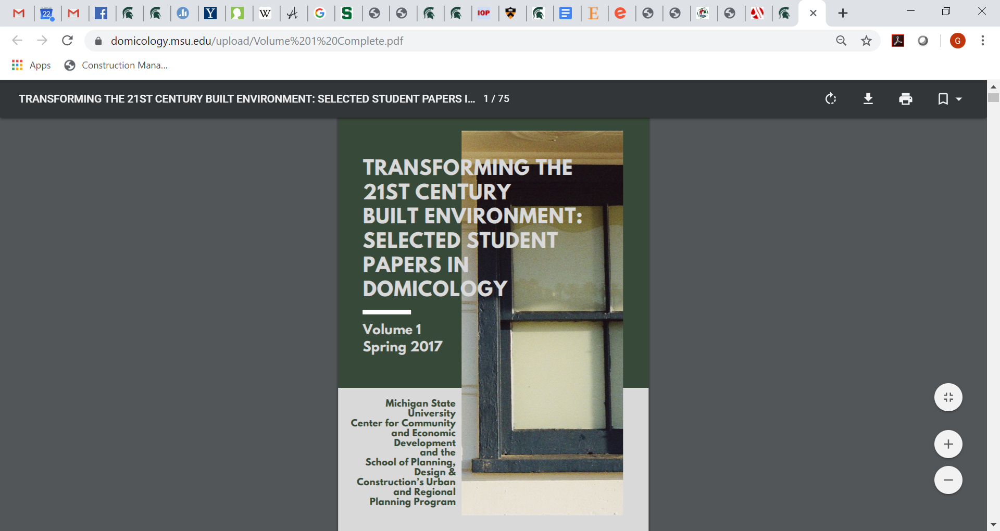 22
Y
W
G
S
IOP
E
domicology.msu.edu/upload/Volume%201%20Complete.pdf
G
Apps
Construction Mana...
TRANSFORMING THE 21ST CENTURY BUILT ENVIRONMENT: SELECTED STUDENT PAPERS I... 1 / 75
TRANSFORMING THE
21ST CENTURY
BUILT ENVIRONMENT:
SELECTED STUDENT
PAPERS IN
DOMICOLOGY
Volume 1
Spring 2017
Michigan State
University
Center for Community
and Economic
Development
and the
School of Planning,
Design &
Construction's Urban
and Regional
Planning Program